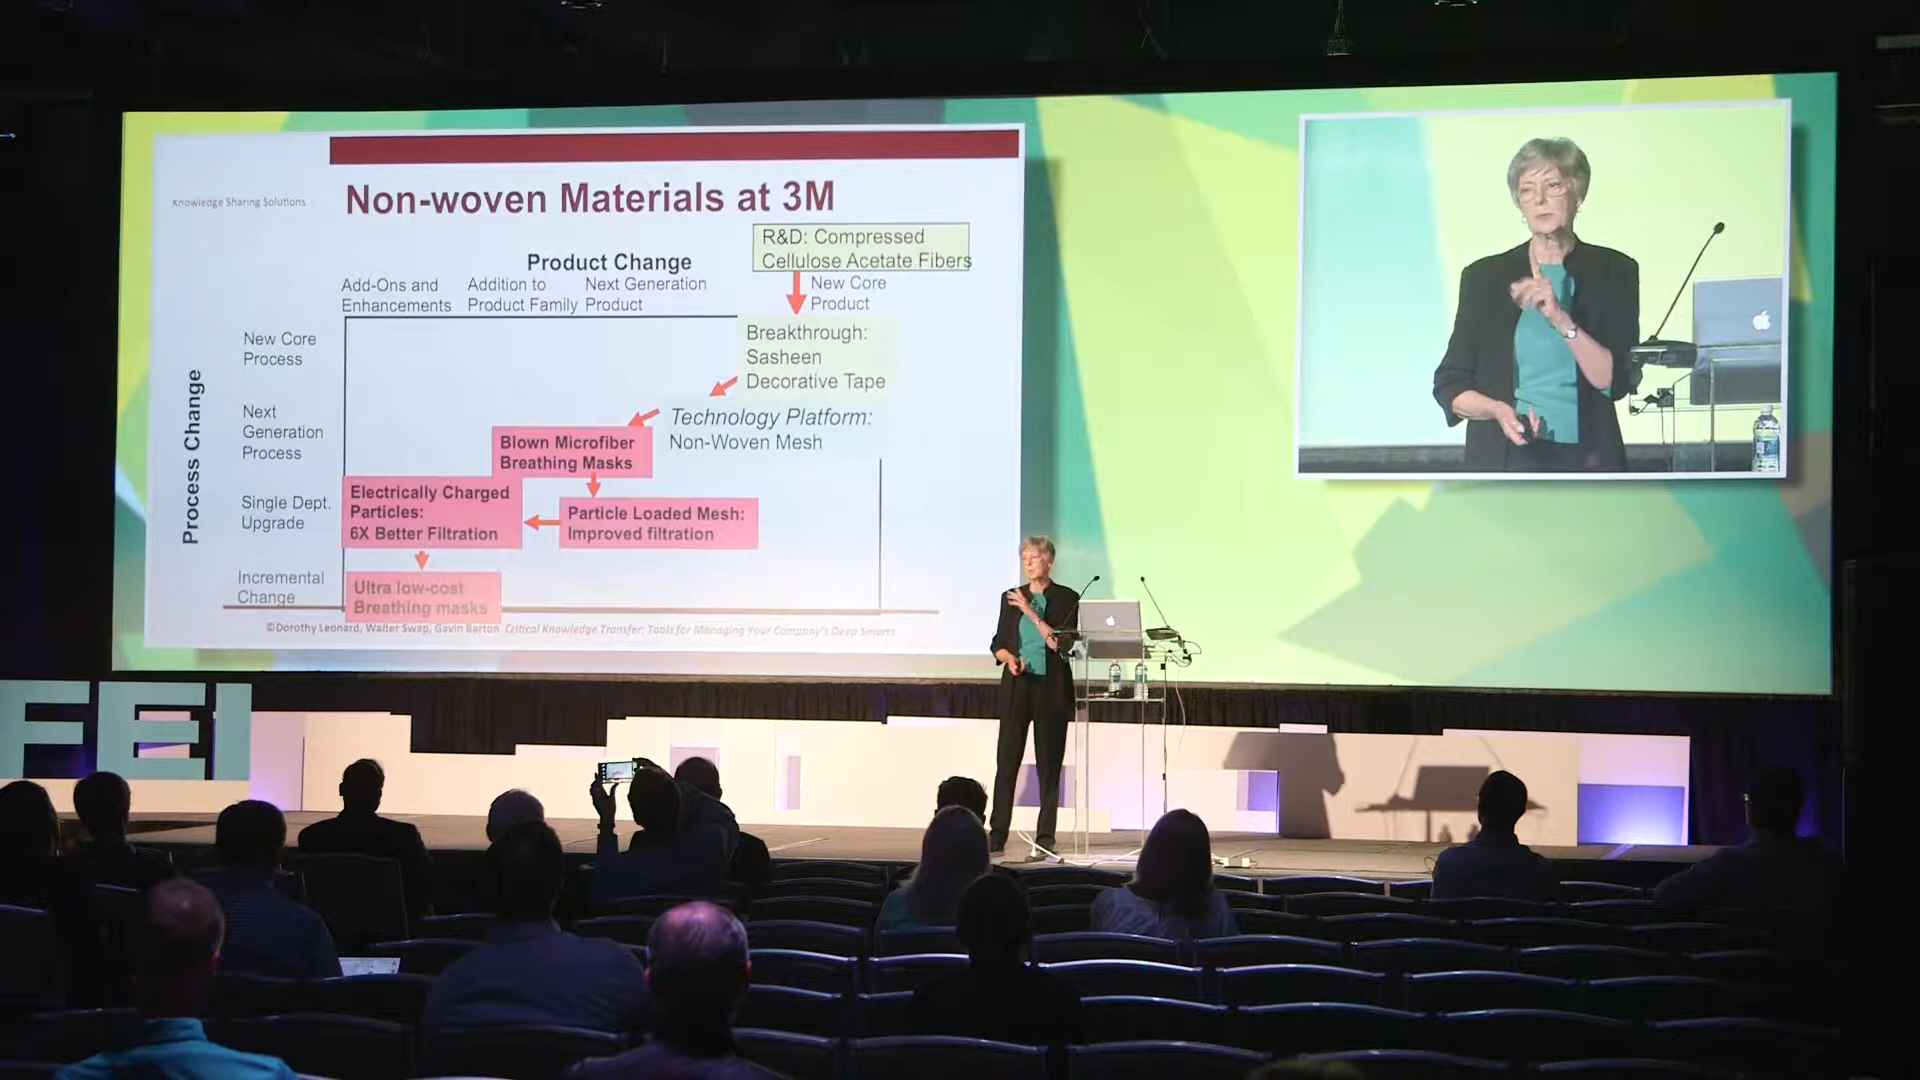 Knowledge Sharing Solutions
Non-woven Materials at 3M
R&D: Compressed
Cellulose Acetate Fibers
Product Change
Add-Ons and
Enhancements
Addition to
Product Family
Next Generation
Product
New Core
Product
Process Change
New Core
Process
Next
Generation
Process
Single Dept.
Upgrade
Incremental
Change
Breakthrough:
Sasheen
Decorative Tape
Technology Platform:
Non-Woven Mesh
Blown Microfiber
Breathing Masks
Electrically Charged
Particles:
6X Better Filtration
Particle Loaded Mesh:
Improved filtration
Ultra low-cost
Breathing masks
©Dorothy Leonard, Walter Swap, Gavin Barton Critical Knowledge Transfer: Tools for Managing Your Company's Deep Smarts
FEI